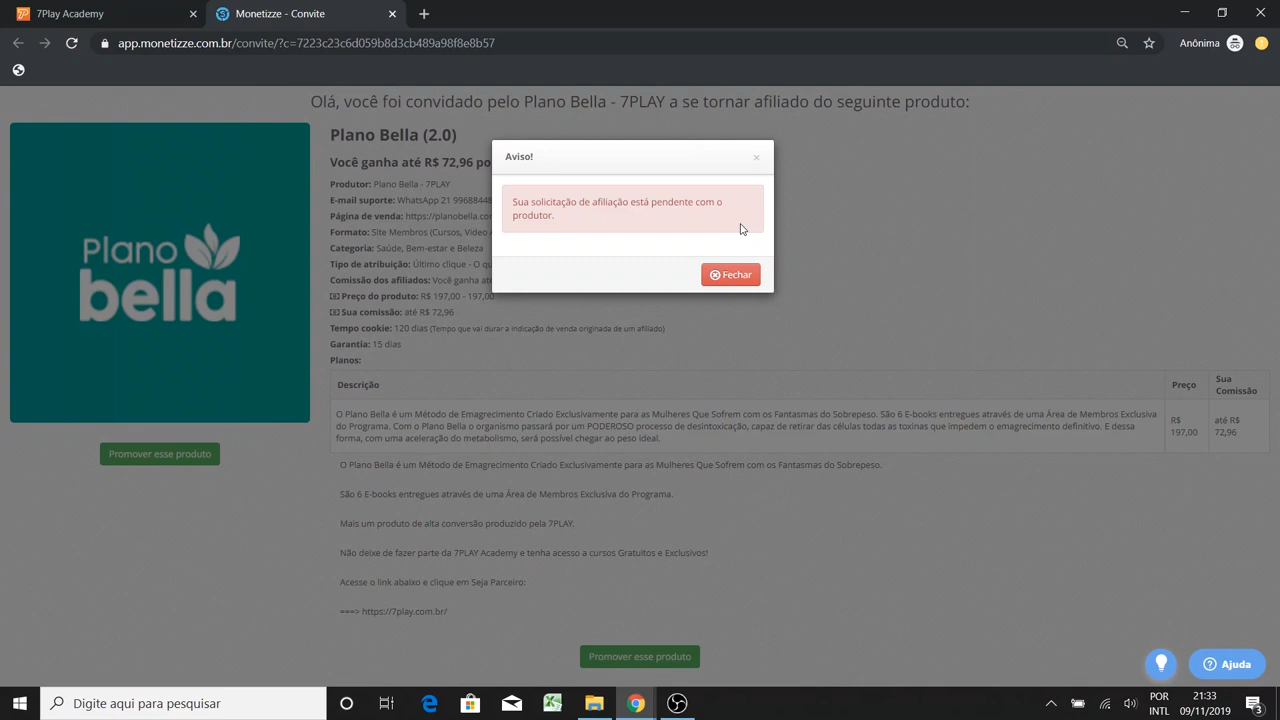 7Play Academy
Monetizze - Convite
app.monetizze.com.br/convite/?c=7223c23c6d059b8d3cb489a98f8e8b57
Anônima
Olá, você foi convidado pelo Plano Bella - 7PLAY a se tornar afiliado do seguinte produto:
Plano bella
Promover esse produto
Plano Bella (2.0)
Você ganha até R$ 72,96 po
Produtor: Plano Bella - 7PLAY
E-mail suporte: WhatsApp 21 99688448
Página de venda: https://planobella.co
Formato: Site Membros (Cursos, Video A
Categoria: Saúde, Bem-estar e Beleza
Tipo de atribuição: Último clique - O qu
Comissão dos afiliados: Você ganha até
Preço do produto: R$ 197,00 - 197,00
Sua comissão: até R$ 72,96
Tempo cookie: 120 dias (Tempo que vai durar a indicação de venda originada de um afiliado)
Garantia: 15 dias
Planos:
Aviso!
×
Sua solicitação de afiliação está pendente com o
produtor.
Fechar
Descrição Preço Sua
Comissão
O Plano Bella é um Método de Emagrecimento Criado Exclusivamente para as Mulheres Que Sofrem com os Fantasmas do Sobrepeso. São 6 E-books entregues através de uma Área de Membros Exclusiva
do Programa. Com o Plano Bella o organismo passará por um PODEROSO processo de desintoxicação, capaz de retirar das células todas as toxinas que impedem o emagrecimento definitivo. E dessa
forma, com uma aceleração do metabolismo, será possível chegar ao peso ideal.
R$
197,00
até R$
72,96
O Plano Bella é um Método de Emagrecimento Criado Exclusivamente para as Mulheres Que Sofrem com os Fantasmas do Sobrepeso.
São 6 E-books entregues através de uma Área de Membros Exclusiva do Programa.
Mais um produto de alta conversão produzido pela 7PLAY.
Não deixe de fazer parte da 7PLAY Academy e tenha acesso a cursos Gratuitos e Exclusivos!
Acesse o link abaixo e clique em Seja Parceiro:
===> https://7play.com.br/
Promover esse produto
Ajuda
Digite aqui para pesquisar
POR
INTL
21:33
09/11/2019
3